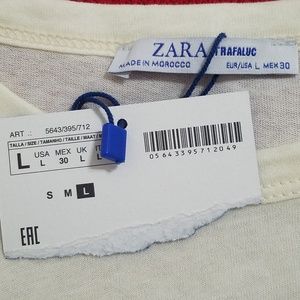 ZARA TRAFALUC
MADE IN MOROCCO
EUR/USA L MEX 30
ART .: 5643/395/712
TALLA / SIZE / TAMANHO / TAILLE / MAAT
L
USA MEX UK
L 30 L
S M L
05643395712049
EAC